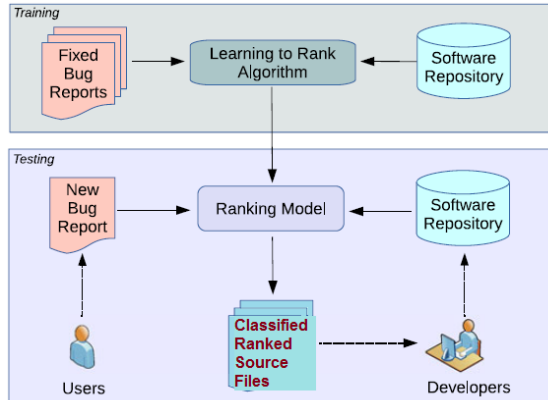 Training
Fixed
Bug
Reports
Learning to Rank
Algorithm
Software
Repository
Testing
New
Bug
Report
Ranking Model
Software
Repository
Classified
Ranked
Source
Files
Users
Developers